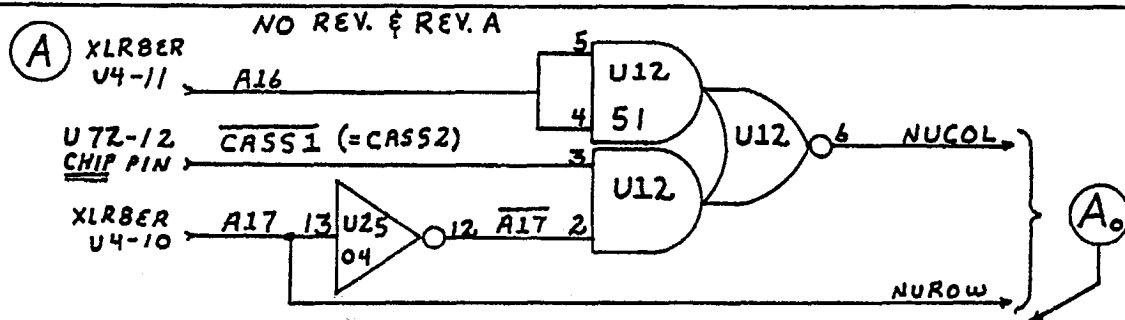 NO REV. & REV. A
A
XLR8ER
U4-11
A16
5
4
U12
51
U12
6
NUCOL
U72-12
CHIP PIN
CASS1 (=CASS2)
3
U12
XLR8ER
U4-10
A17
13
U25
04
12
A17
2
A0
NUROW